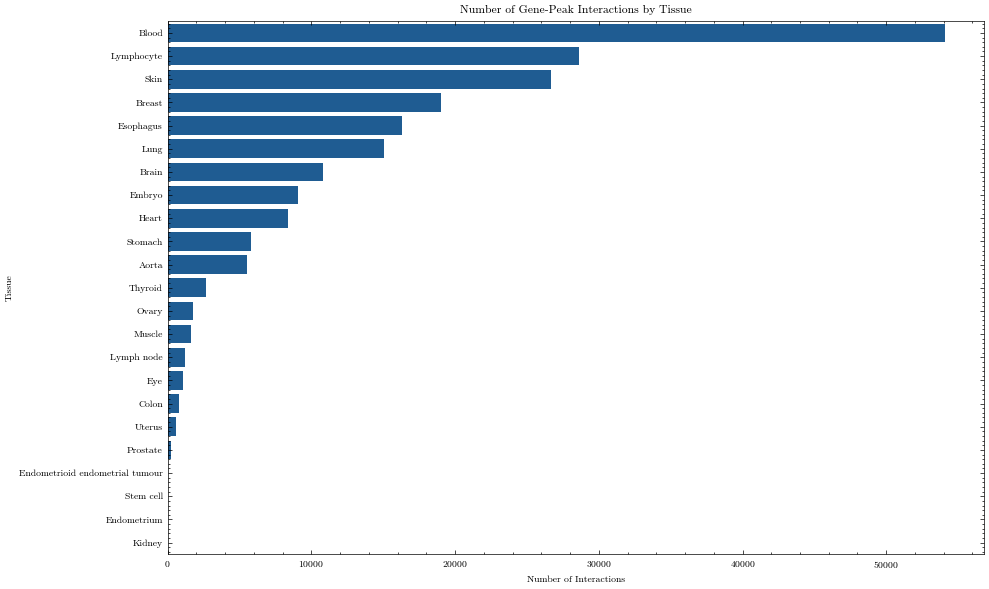 Number of Gene-Peak Interactions by Tissue
Tissue
Blood
Lymphocyte
Skin
Breast
Esophagus
Lung
Brain
Embryo
Heart
Stomach
Aorta
Thyroid
Ovary
Muscle
Lymph node
Eye
Colon
Uterus
Prostate
Endometrioid endometrial tumour
Stem cell
Endometrium
Kidney
0 10000 20000 30000 40000 50000
Number of Interactions